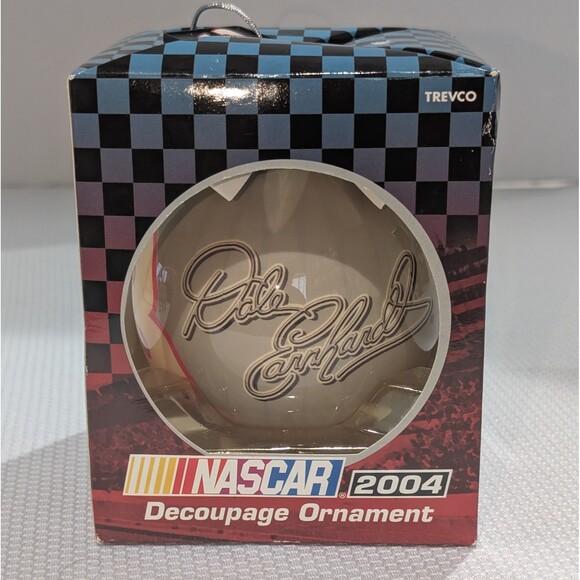 TREVCO
Dale
Earnhardt
NASCAR® 2004
Decoupage Ornament